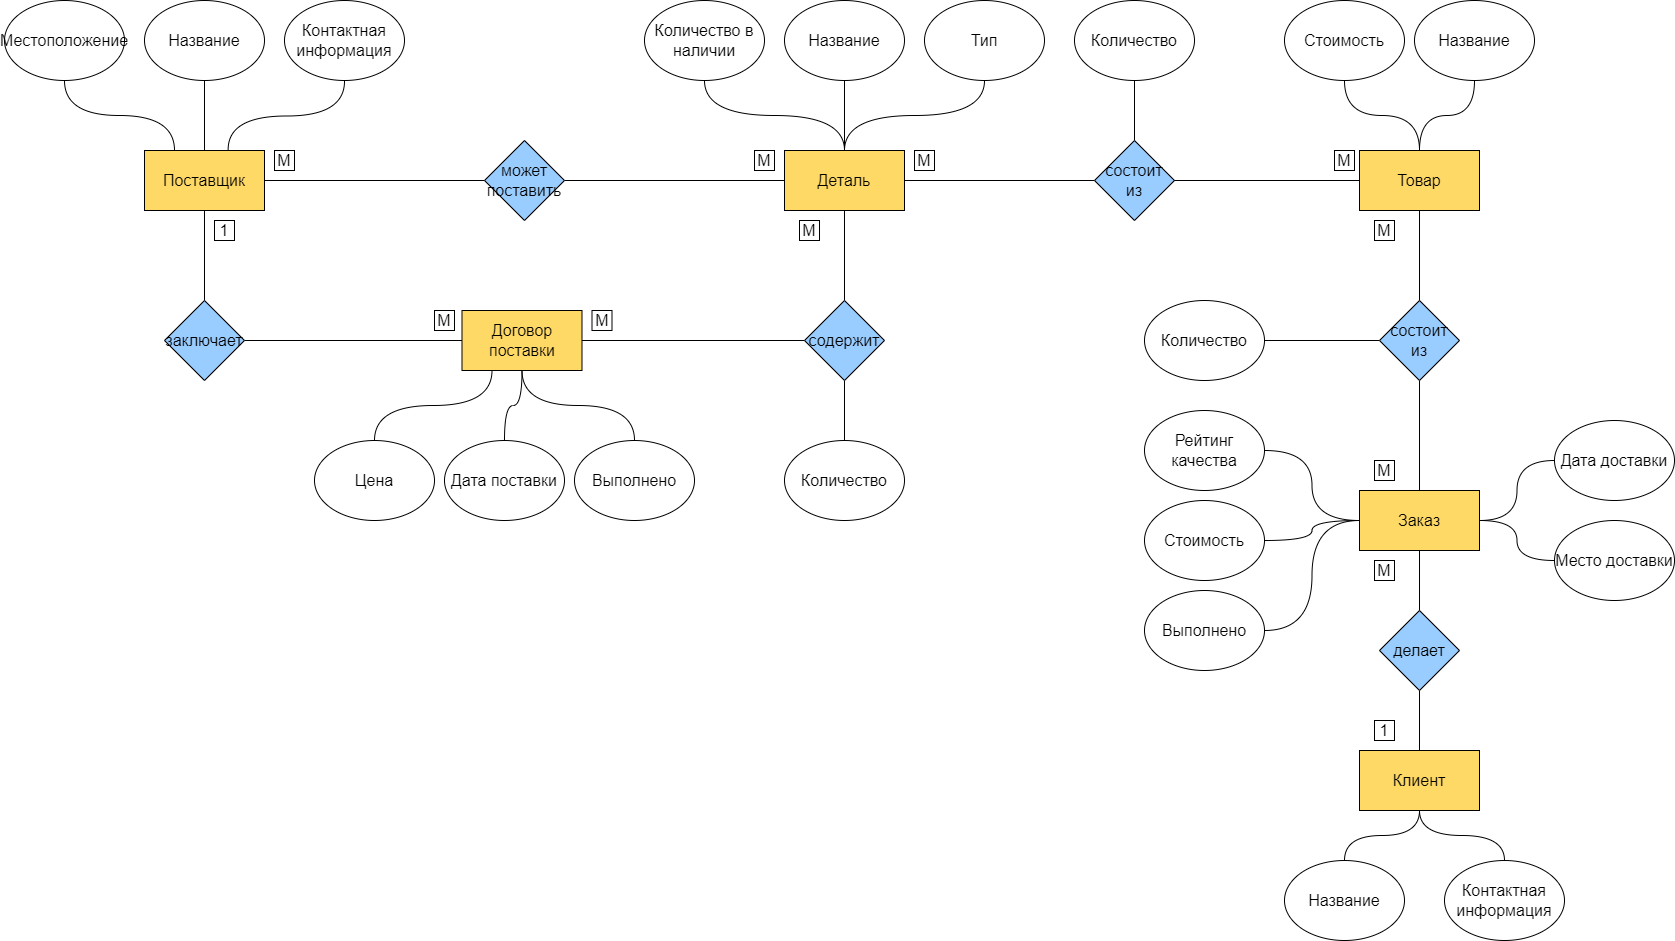 Местоположение
Название
Контактная
информация
Количество в
наличии
Название
Тип
Количество
Стоимость
Название
Поставщик
M
может
поставить
M
Деталь
M
состоит
из
M
Товар
1
M
M
заключает
M
Договор
поставки
M
содержит
Количество
состоит
из
Цена
Дата поставки
Выполнено
Количество
Рейтинг
качества
M
Дата доставки
Стоимость
Заказ
Место доставки
M
Выполнено
делает
1
Клиент
Название
Контактная
информация